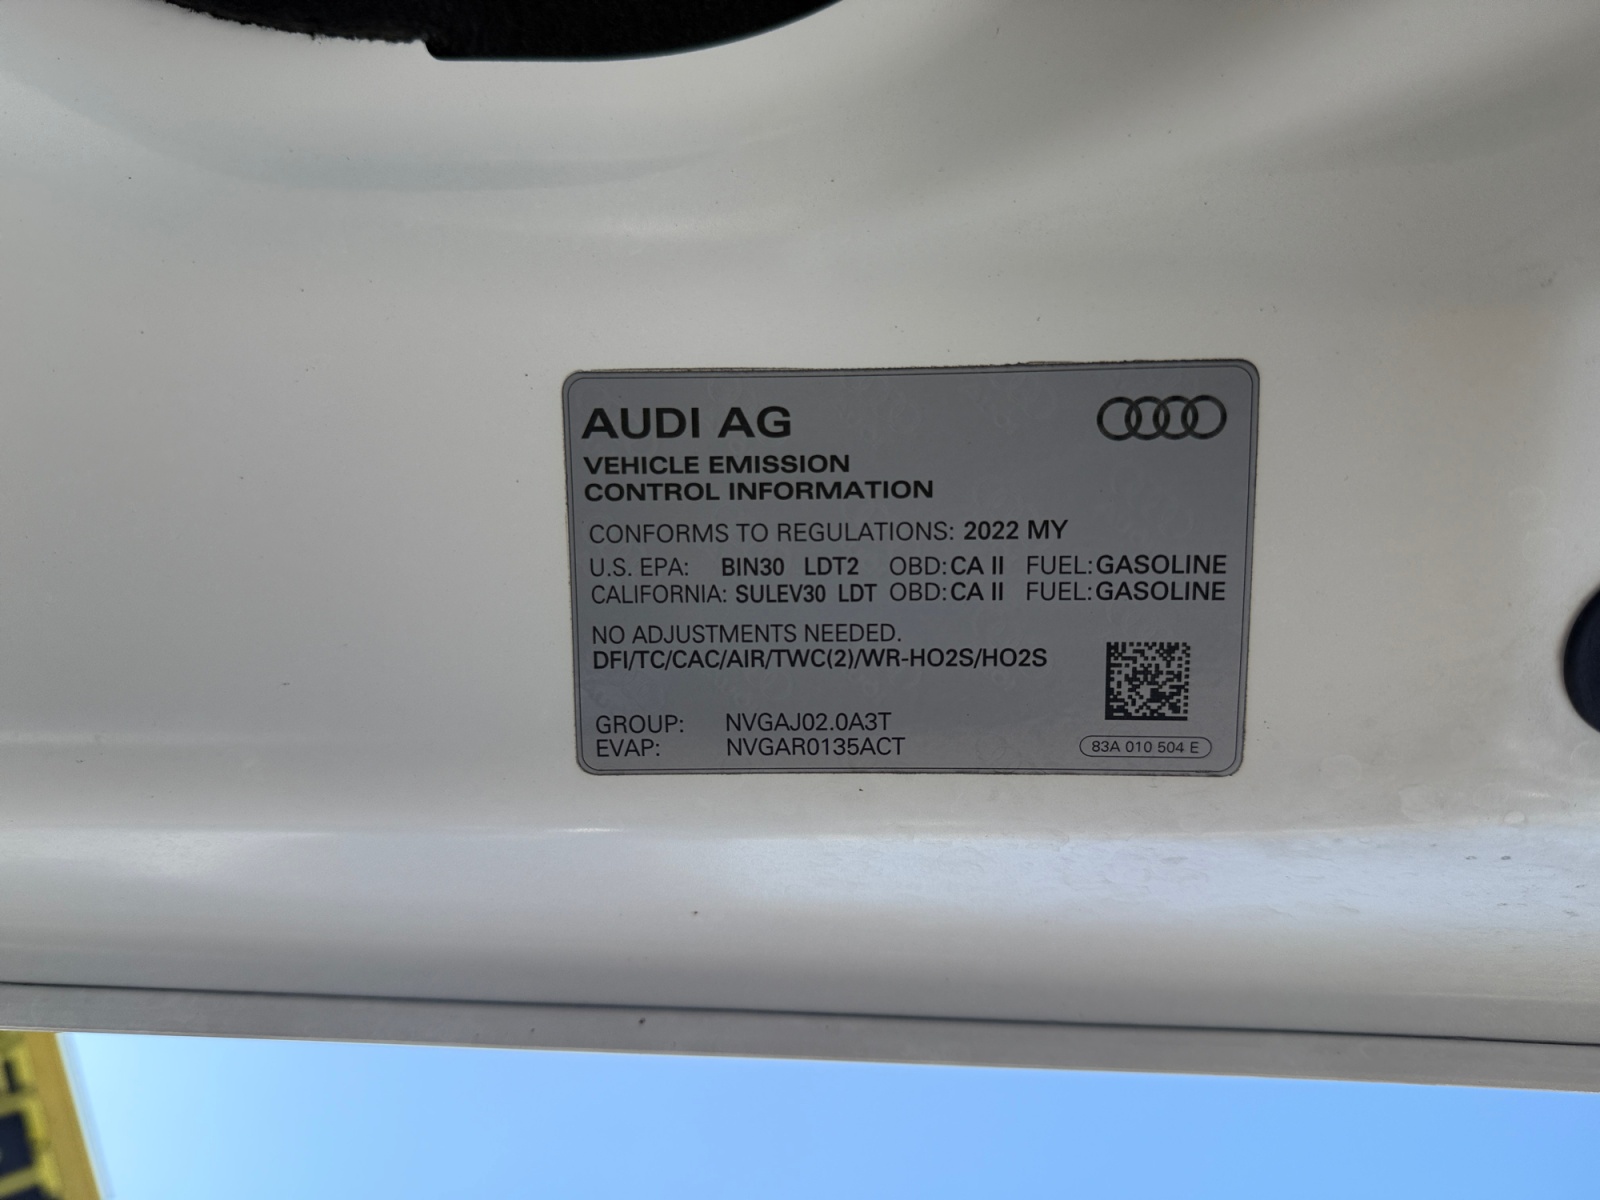 AUDI AG
VEHICLE EMISSION
CONTROL INFORMATION
CONFORMS TO REGULATIONS: 2022 MY
U.S. EPA: BIN30 LDT2 OBD: CA II FUEL: GASOLINE
CALIFORNIA: SULEV30 LDT OBD: CA II FUEL: GASOLINE
NO ADJUSTMENTS NEEDED.
DFI/TC/CAC/AIR/TWC(2)/WR-HO2S/HO2S
GROUP: NVGAJ02.0A3T
EVAP: NVGAR0135ACT
83A 010 504 E